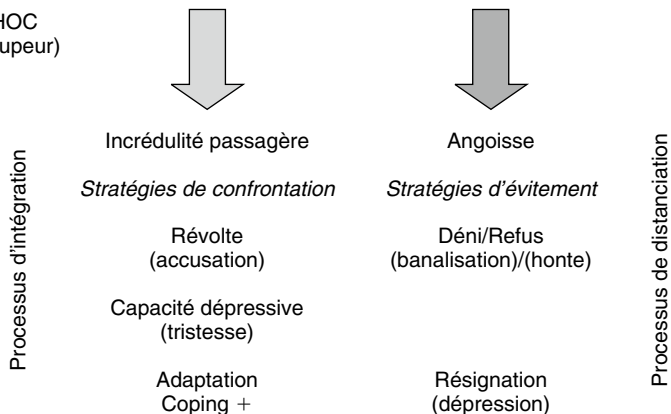 HOC
upeur)
Incrédulité passagère
Angoisse
Stratégies de confrontation
Stratégies d'évitement
Révolte
(accusation)
Déni/Refus
(banalisation)/(honte)
Capacité dépressive
(tristesse)
Adaptation
Coping +
Résignation
(dépression)
Processus d'intégration
Processus de distanciation